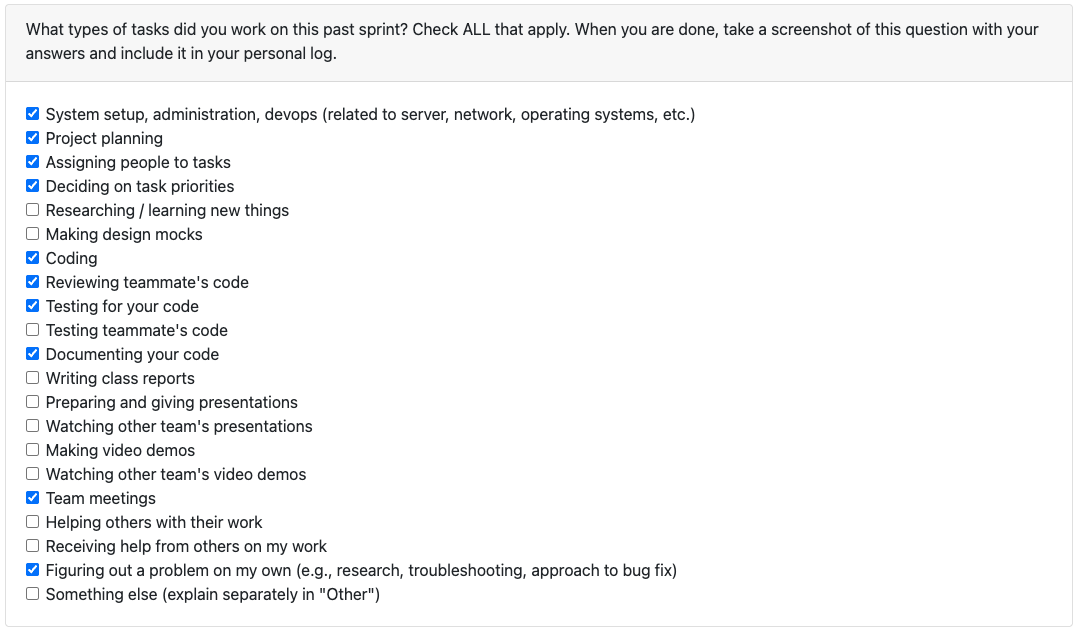 What types of tasks did you work on this past sprint? Check ALL that apply. When you are done, take a screenshot of this question with your
answers and include it in your personal log.
System setup, administration, devops (related to server, network, operating systems, etc.)
Project planning
Assigning people to tasks
Deciding on task priorities
Researching / learning new things
Making design mocks
Coding
Reviewing teammate's code
Testing for your code
Testing teammate's code
Documenting your code
Writing class reports
Preparing and giving presentations
Watching other team's presentations
Making video demos
Watching other team's video demos
Team meetings
Helping others with their work
Receiving help from others on my work
Figuring out a problem on my own (e.g., research, troubleshooting, approach to bug fix)
Something else (explain separately in "Other")